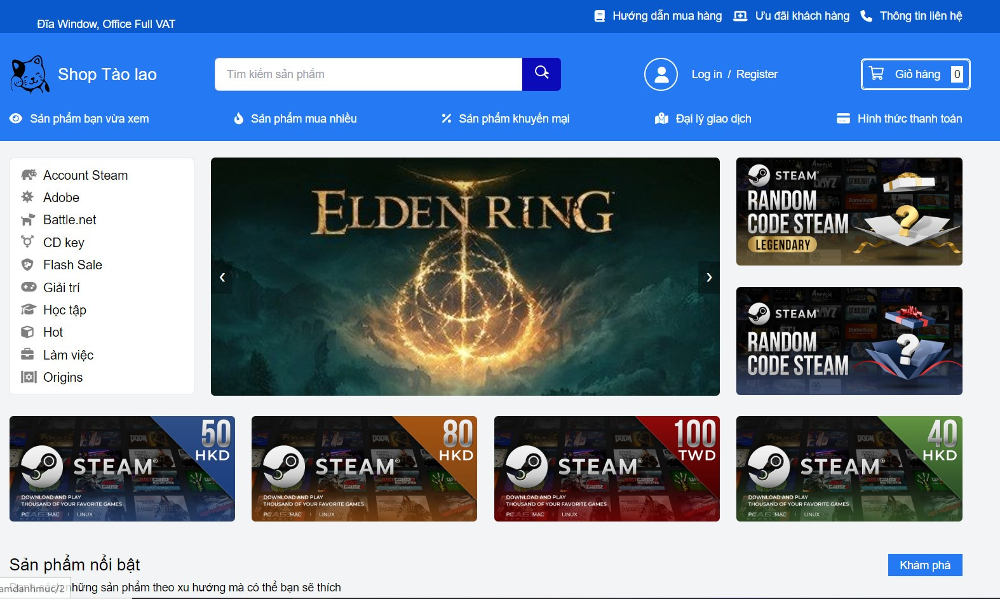 Đĩa Window, Office Full VAT
Hướng dẫn mua hàng
Ưu đãi khách hàng
Thông tin liên hệ
Shop Tào lao
Tìm kiếm sản phẩm
Log in / Register
Giỏ hàng 0
Sản phẩm bạn vừa xem
Sản phẩm mua nhiều
Sản phẩm khuyến mại
Đại lý giao dịch
Hình thức thanh toán
Account Steam
Adobe
Battle.net
CD key
Flash Sale
Giải trí
Học tập
Hot
Làm việc
Origins
ELDEN RING
STEAM®
RANDOM
CODE STEAM
LEGENDARY
STEAM®
RANDOM
CODE STEAM
50
HKD
STEAM®
DOWNLOAD AND PLAY
THOUSAND OF YOUR FAVORITE GAMES
PC | MAC | LINUX
80
HKD
STEAM®
DOWNLOAD AND PLAY
THOUSAND OF YOUR FAVORITE GAMES
PC | MAC | LINUX
100
TWD
STEAM®
DOWNLOAD AND PLAY
THOUSAND OF YOUR FAVORITE GAMES
PC | MAC | LINUX
40
HKD
STEAM®
DOWNLOAD AND PLAY
THOUSAND OF YOUR FAVORITE GAMES
PC | MAC | LINUX
Sản phẩm nổi bật
Khám phá
Danh sách những sản phẩm theo xu hướng mà có thể bạn sẽ thích
amdanhmuc/2